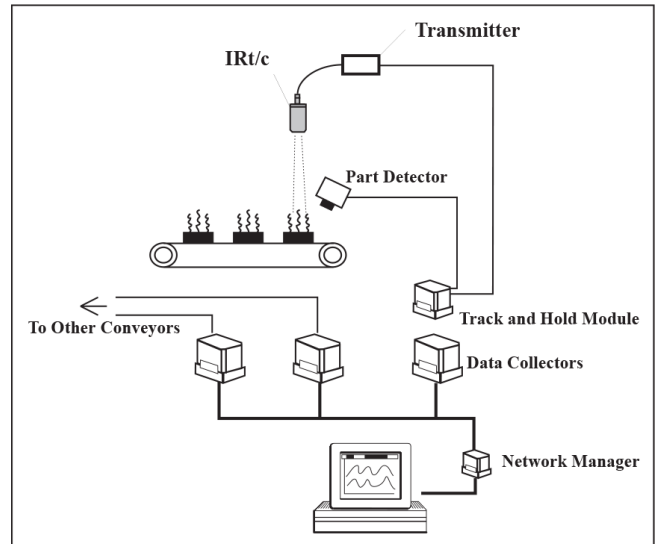 Transmitter
IRt/c
Part Detector
Track and Hold Module
To Other Conveyors
Data Collectors
Network Manager